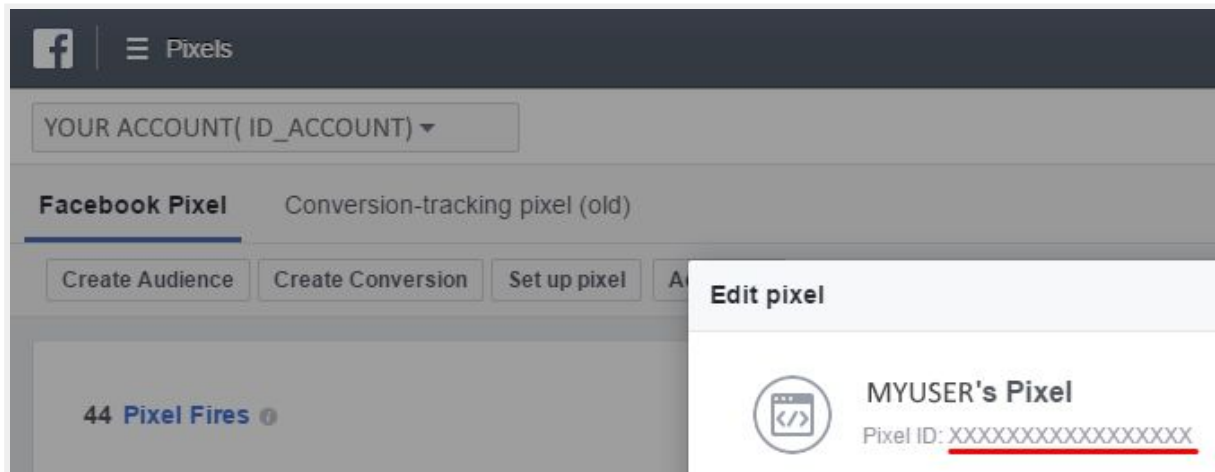 f Pixels
YOUR ACCOUNT( ID_ACCOUNT)
Facebook Pixel Conversion-tracking pixel (old)
Create Audience Create Conversion Set up pixel
Edit pixel
44 Pixel Fires
MYUSER's Pixel
Pixel ID: XXXXXXXXXXXXXXXXX